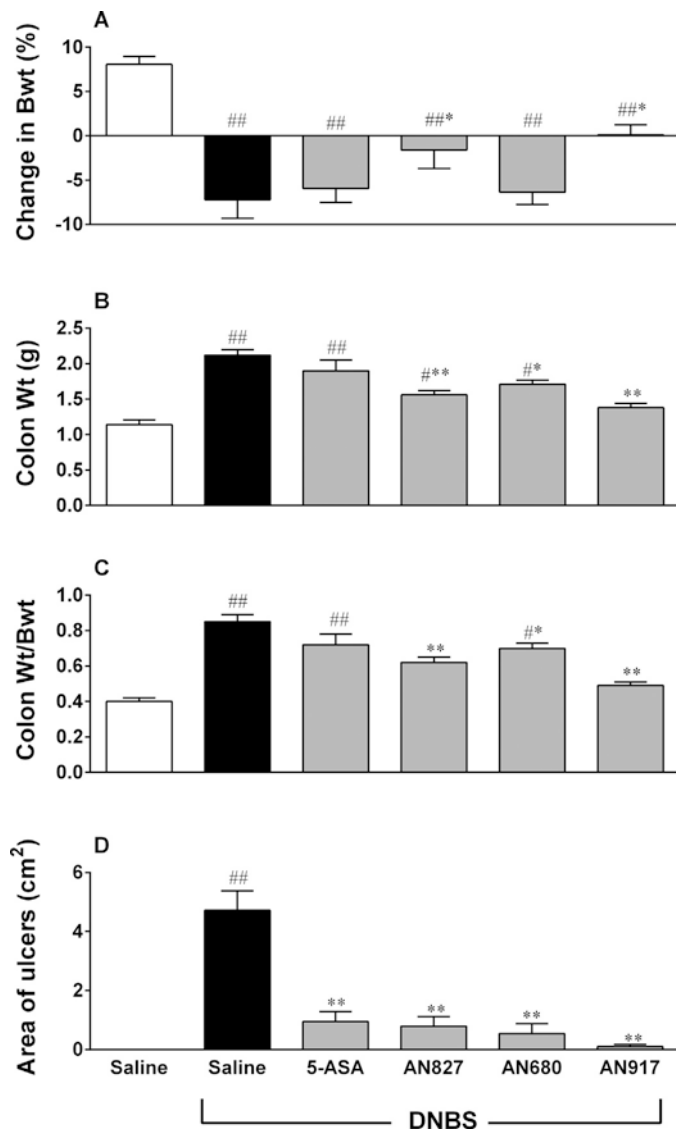 A
Change in Bwt (%)
10
5
0
-5
-10
## ## ##* ## ##*
B
Colon Wt (g)
2.5
2.0
1.5
1.0
0.5
0.0
## ## #** #* **
C
Colon Wt/Bwt
1.0
0.8
0.6
0.4
0.2
0.0
## ## ** #* **
D
Area of ulcers (cm²)
6
4
2
0
## ** ** ** **
Saline Saline 5-ASA AN827 AN680 AN917
DNBS